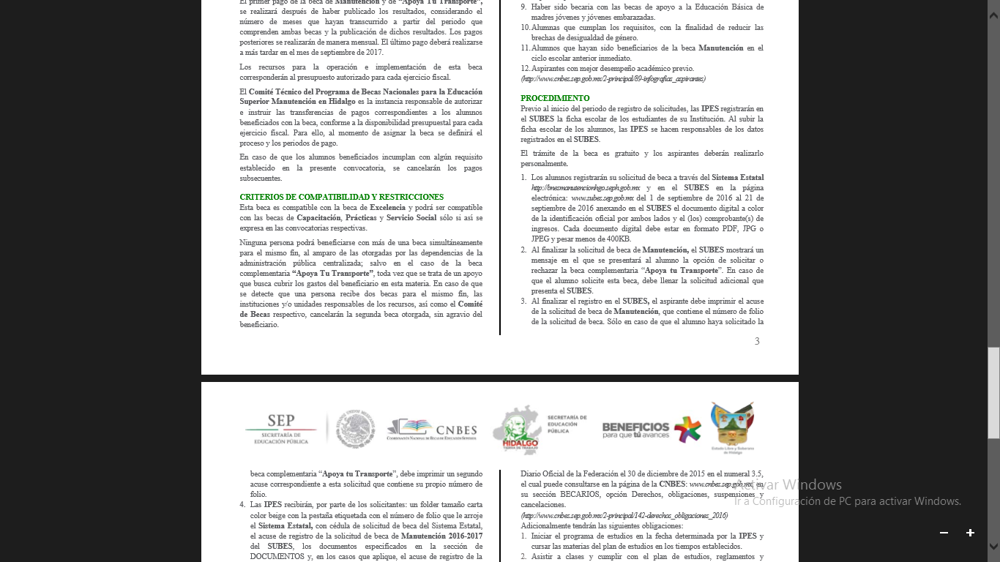 El primer pago de la beca de Manutención y de “Apoya Tu Transporte”,
se realizará después de haber publicado los resultados, considerando el
número de meses que hayan transcurrido a partir del periodo que
comprenden ambas becas y la publicación de dichos resultados. Los pagos
posteriores se realizarán de manera mensual. El último pago deberá realizarse
a más tardar en el mes de septiembre de 2017.
Los recursos para la operación e implementación de esta beca
corresponderán al presupuesto autorizado para cada ejercicio fiscal.
El Comité Técnico del Programa de Becas Nacionales para la Educación
Superior Manutención en Hidalgo es la instancia responsable de autorizar
e instruir las transferencias de pagos correspondientes a los alumnos
beneficiados con la beca, conforme a la disponibilidad presupuestal para cada
ejercicio fiscal. Para ello, al momento de asignar la beca se definirá el
proceso y los periodos de pago.
En caso de que los alumnos beneficiados incumplan con algún requisito
establecido en la presente convocatoria, se cancelarán los pagos
subsecuentes.
CRITERIOS DE COMPATIBILIDAD Y RESTRICCIONES
Esta beca es compatible con la beca de Excelencia y podrá ser compatible
con las becas de Capacitación, Prácticas y Servicio Social sólo si así se
expresa en las convocatorias respectivas.
Ninguna persona podrá beneficiarse con más de una beca simultáneamente
para el mismo fin, al amparo de las otorgadas por las dependencias de la
administración pública centralizada; salvo en el caso de la beca
complementaria “Apoya Tu Transporte”, toda vez que se trata de un apoyo
que busca cubrir los gastos del beneficiario en esta materia. En caso de que
se detecte que una persona recibe dos becas para el mismo fin, las
instituciones y/o unidades responsables de los recursos, así como el Comité
de Becas respectivo, cancelarán la segunda beca otorgada, sin agravio del
beneficiario.
9. Haber sido becaria con las becas de apoyo a la Educación Básica de
madres jóvenes y jóvenes embarazadas.
10. Alumnas que cumplan los requisitos, con la finalidad de reducir las
brechas de desigualdad de género.
11. Alumnos que hayan sido beneficiarios de la beca Manutención en el
ciclo escolar anterior inmediato.
12. Aspirantes con mejor desempeño académico previo.
(http://www.cnbes.sep.gob.mx/2-principal/89-infografias_aspirantes)
PROCEDIMIENTO
Previo al inicio del periodo de registro de solicitudes, las IPES registrarán en
el SUBES la ficha escolar de los estudiantes de su Institución. Al subir la
ficha escolar de los alumnos, las IPES se hacen responsables de los datos
registrados en el SUBES.
El trámite de la beca es gratuito y los aspirantes deberán realizarlo
personalmente.
1. Los alumnos registrarán su solicitud de beca a través del Sistema Estatal
http://bnesmanutencionhgo.seph.gob.mx y en el SUBES en la página
electrónica: www.subes.sep.gob.mx del 1 de septiembre de 2016 al 21 de
septiembre de 2016 anexando en el SUBES el documento digital a color
de la identificación oficial por ambos lados y el (los) comprobante(s) de
ingresos. Cada documento digital debe estar en formato PDF, JPG o
JPEG y pesar menos de 400KB.
2. Al finalizar la solicitud de beca de Manutención, el SUBES mostrará un
mensaje en el que se presentará al alumno la opción de solicitar o
rechazar la beca complementaria “Apoya tu Transporte”. En caso de
que el alumno solicite esta beca, debe llenar la solicitud adicional que
presenta el SUBES.
3. Al finalizar el registro en el SUBES, el aspirante debe imprimir el acuse
de la solicitud de beca de Manutención, que contiene el número de folio
de la solicitud de beca. Sólo en caso de que el alumno haya solicitado la
3
SEP
SECRETARÍA DE
EDUCACIÓN PÚBLICA
CNBES
COORDINACIÓN NACIONAL DE BECAS DE EDUCACIÓN SUPERIOR
HIDALGO
SECRETARÍA DE
EDUCACIÓN
PÚBLICA
BENEFICIOS
para que tú avances
Estado Libre y Soberano
de Hidalgo
beca complementaria “Apoya tu Transporte”, debe imprimir un segundo
acuse correspondiente a esta solicitud que contiene su propio número de
folio.
4. Las IPES recibirán, por parte de los solicitantes: un folder tamaño carta
color beige con la pestaña etiquetada con el número de folio que le arroje
el Sistema Estatal, con cédula de solicitud de beca del Sistema Estatal,
el acuse de registro de la solicitud de beca de Manutención 2016-2017
del SUBES, los documentos especificados en la sección de
DOCUMENTOS y, en los casos que aplique, el acuse de registro de la
Diario Oficial de la Federación el 30 de diciembre de 2015 en el numeral 3.5,
el cual puede consultarse en la página de la CNBES: www.cnbes.sep.gob.mx en
su sección BECARIOS, opción Derechos, obligaciones, suspensiones y
cancelaciones.
(http://www.cnbes.sep.gob.mx/2-principal/142-derechos_obligaciones_2016)
Adicionalmente tendrán las siguientes obligaciones:
1. Iniciar el programa de estudios en la fecha determinada por la IPES y
cursar las materias del plan de estudios en los tiempos establecidos.
2. Asistir a clases y cumplir con el plan de estudios, reglamentos y
Activar Windows
Ir a Configuración de PC para activar Windows.